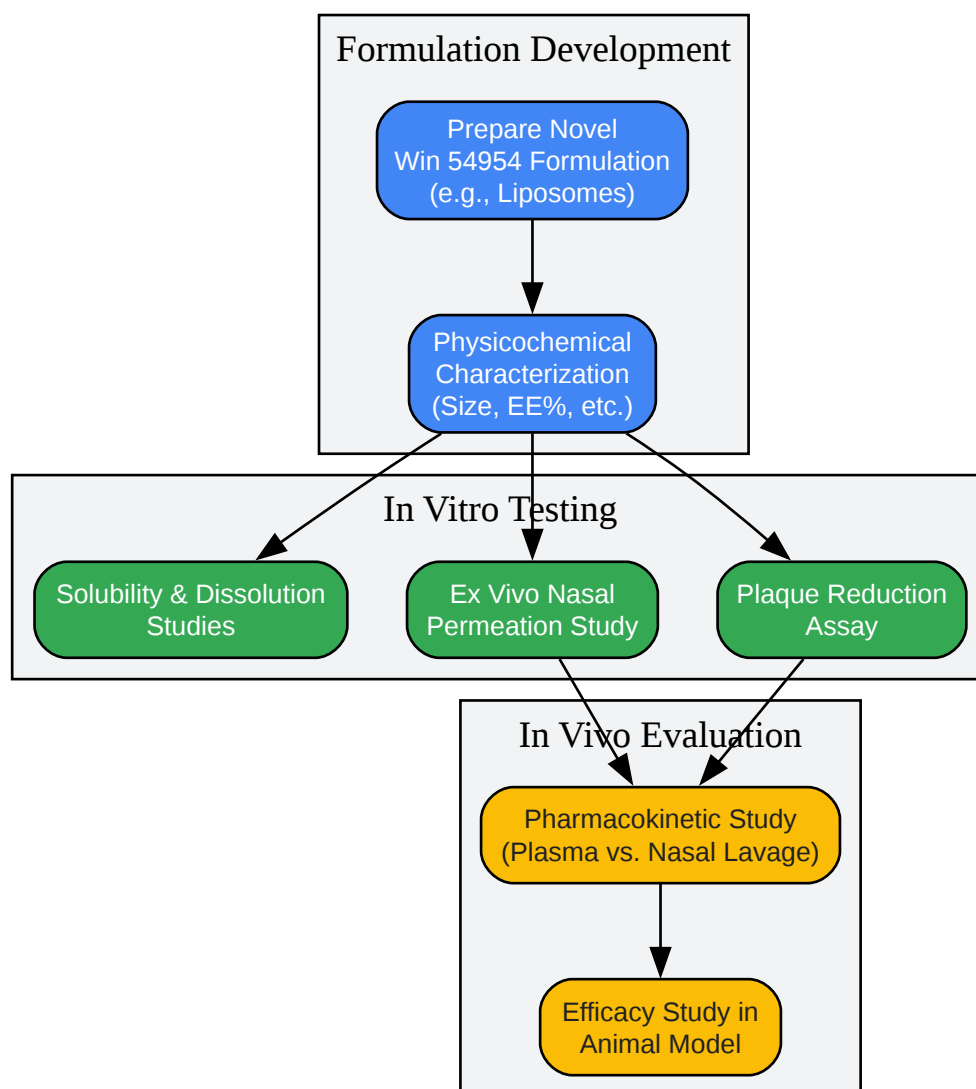 Formulation Development
Prepare Novel
Win 54954 Formulation
(e.g., Liposomes)
Physicochemical
Characterization
(Size, EE%, etc.)
In Vitro Testing
Solubility & Dissolution
Studies
Ex Vivo Nasal
Permeation Study
Plaque Reduction
Assay
In Vivo Evaluation
Pharmacokinetic Study
(Plasma vs. Nasal Lavage)
Efficacy Study in
Animal Model